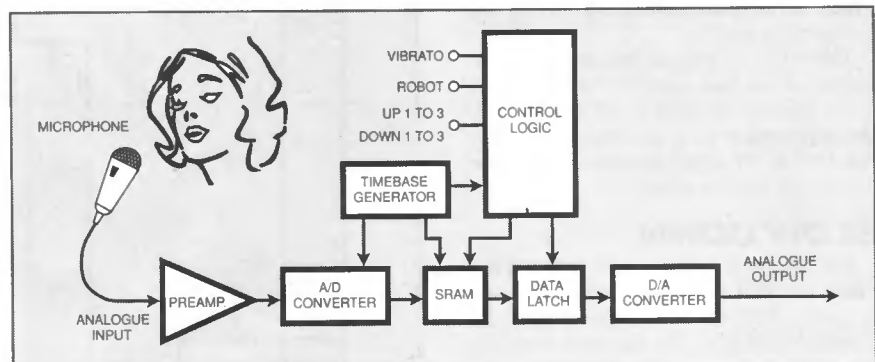 VIBRATO
ROBOT
UP 1 TO 3
DOWN 1 TO 3
CONTROL
LOGIC
MICROPHONE
TIMEBASE
GENERATOR
PREAMP.
A/D
CONVERTER
SRAM
DATA
LATCH
D/A
CONVERTER
ANALOGUE
INPUT
ANALOGUE
OUTPUT